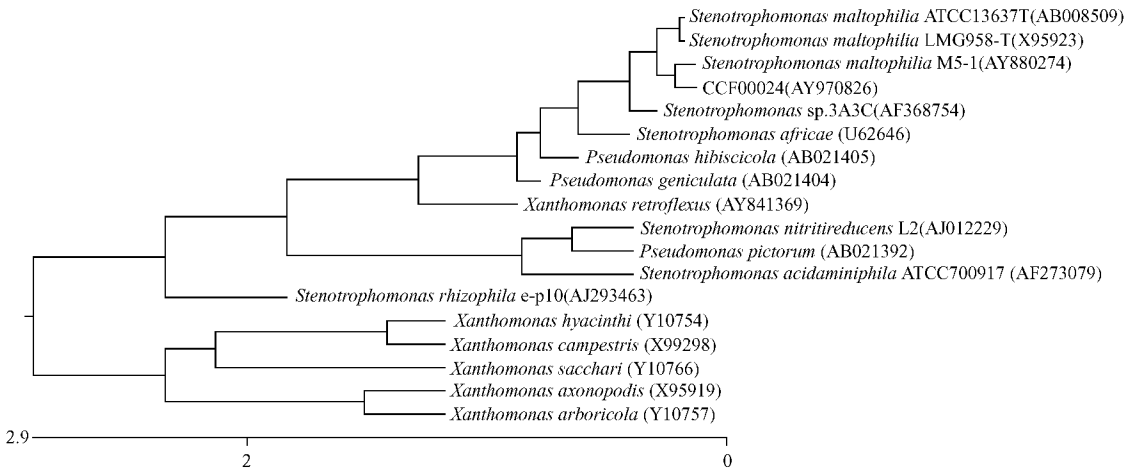 Stenotrophomonas maltophilia ATCC13637T(AB008509)
Stenotrophomonas maltophilia LMG958-T(X95923)
Stenotrophomonas maltophilia M5-1(AY880274)
CCF00024(AY970826)
Stenotrophomonas sp.3A3C(AF368754)
Stenotrophomonas africae (U62646)
Pseudomonas hibiscicola (AB021405)
Pseudomonas geniculata (AB021404)
Xanthomonas retroflexus (AY841369)
Stenotrophomonas nitritireducens L2(AJ012229)
Pseudomonas pictorum (AB021392)
Stenotrophomonas acidaminiphila ATCC700917 (AF273079)
Stenotrophomonas rhizophila e-p10(AJ293463)
Xanthomonas hyacinthi (Y10754)
Xanthomonas campestris (X99298)
Xanthomonas sacchari (Y10766)
Xanthomonas axonopodis (X95919)
Xanthomonas arboricola (Y10757)
2.9
2 0